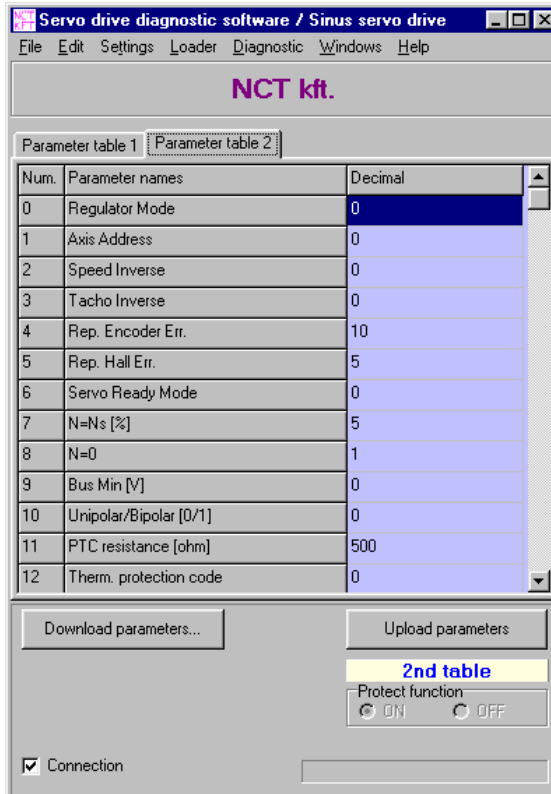 NCT
KFT
Servo drive diagnostic software / Sinus servo drive
File Edit Settings Loader Diagnostic Windows Help
NCT kft.
Parameter table 1 Parameter table 2
Num. Parameter names Decimal
0 Regulator Mode 0
1 Axis Address 0
2 Speed Inverse 0
3 Tacho Inverse 0
4 Rep. Encoder Err. 10
5 Rep. Hall Err. 5
6 Servo Ready Mode 0
7 N=Ns [%] 5
8 N=0 1
9 Bus Min [V] 0
10 Unipolar/Bipolar [0/1] 0
11 PTC resistance [ohm] 500
12 Therm. protection code 0
Download parameters... Upload parameters
2nd table
Protect function
ON OFF
Connection